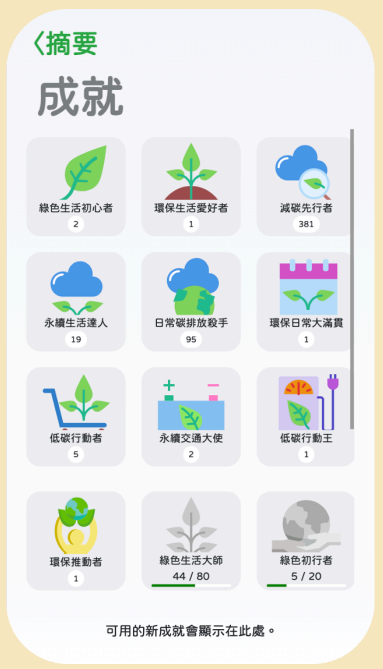 摘要
成就
綠色生活初心者
2
環保生活愛好者
1
減碳先行者
381
永續生活達人
19
日常碳排放殺手
95
環保日常大滿貫
1
低碳行動者
5
永續交通大使
2
低碳行動王
1
環保推動者
1
綠色生活大師
44 / 80
綠色初行者
5 / 20
可用的新成就會顯示在此處。